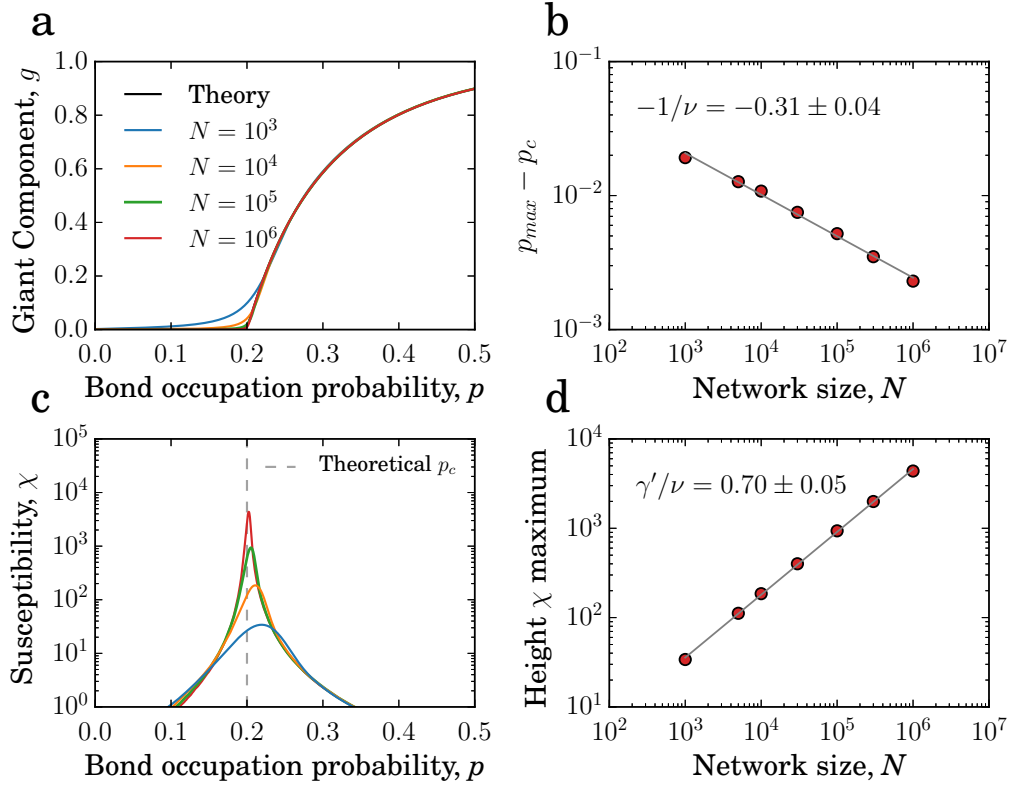 a
Giant Component, g
1.0
0.8
0.6
0.4
0.2
0.0
Theory
N = 10^3
N = 10^4
N = 10^5
N = 10^6
0.0 0.1 0.2 0.3 0.4 0.5
Bond occupation probability, p
b
p_{max} − p_c
10^{-1}
10^{-2}
10^{-3}
−1/ν = −0.31 ± 0.04
10^2 10^3 10^4 10^5 10^6 10^7
Network size, N
c
Susceptibility, χ
10^5
10^4
10^3
10^2
10^1
10^0
Theoretical p_c
0.0 0.1 0.2 0.3 0.4 0.5
Bond occupation probability, p
d
Height χ maximum
10^4
10^3
10^2
10^1
γ'/ν = 0.70 ± 0.05
10^2 10^3 10^4 10^5 10^6 10^7
Network size, N